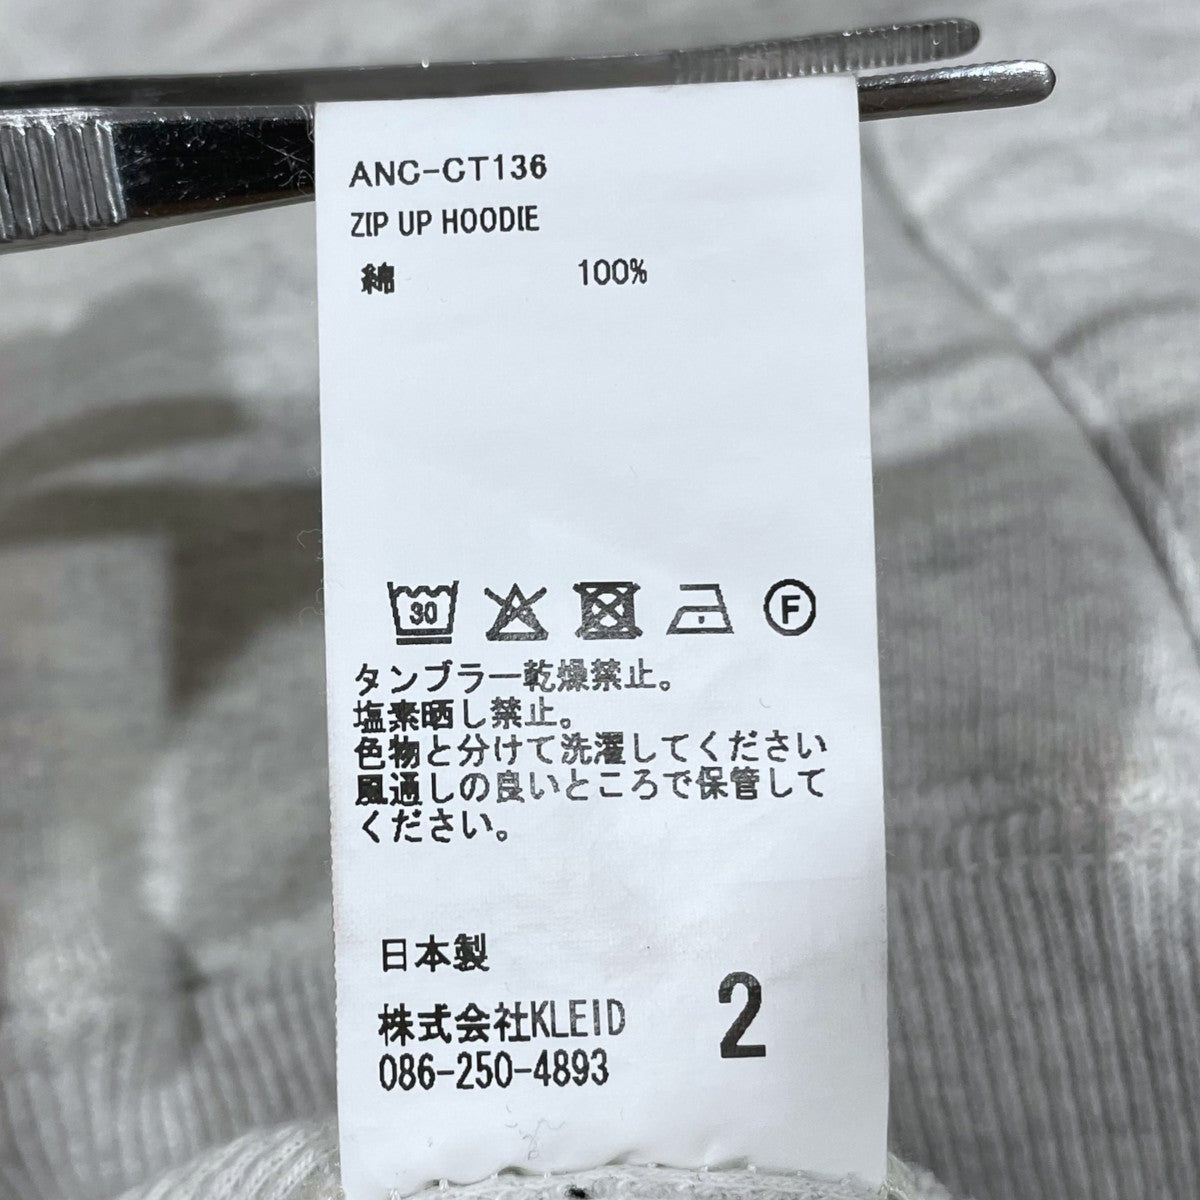 ANC-CT136
ZIP UP HOODIE
綿 100%
30 F
タンブラー乾燥禁止。
塩素晒し禁止。
色物と分けて洗濯してください
風通しの良いところで保管して
ください。
日本製
株式会社KLEID
086-250-4893
2